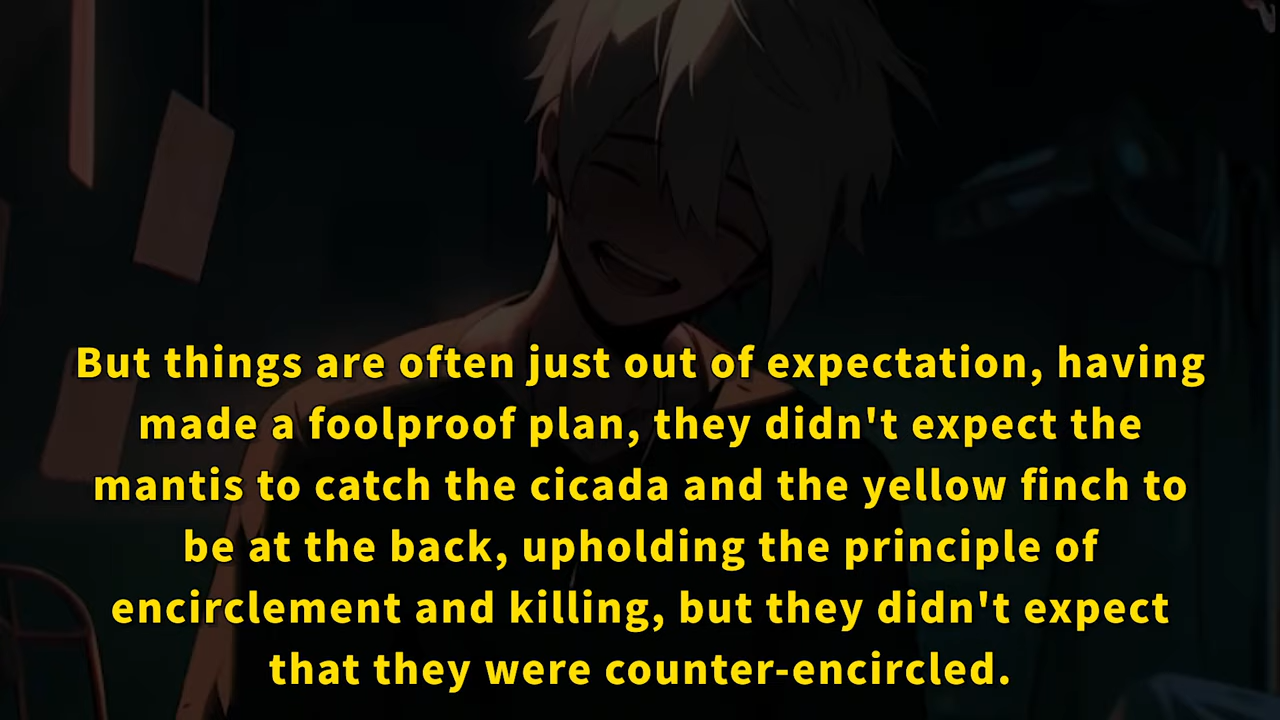 But things are often just out of expectation, having
made a foolproof plan, they didn't expect the
mantis to catch the cicada and the yellow finch to
be at the back, upholding the principle of
encirclement and killing, but they didn't expect
that they were counter-encircled.